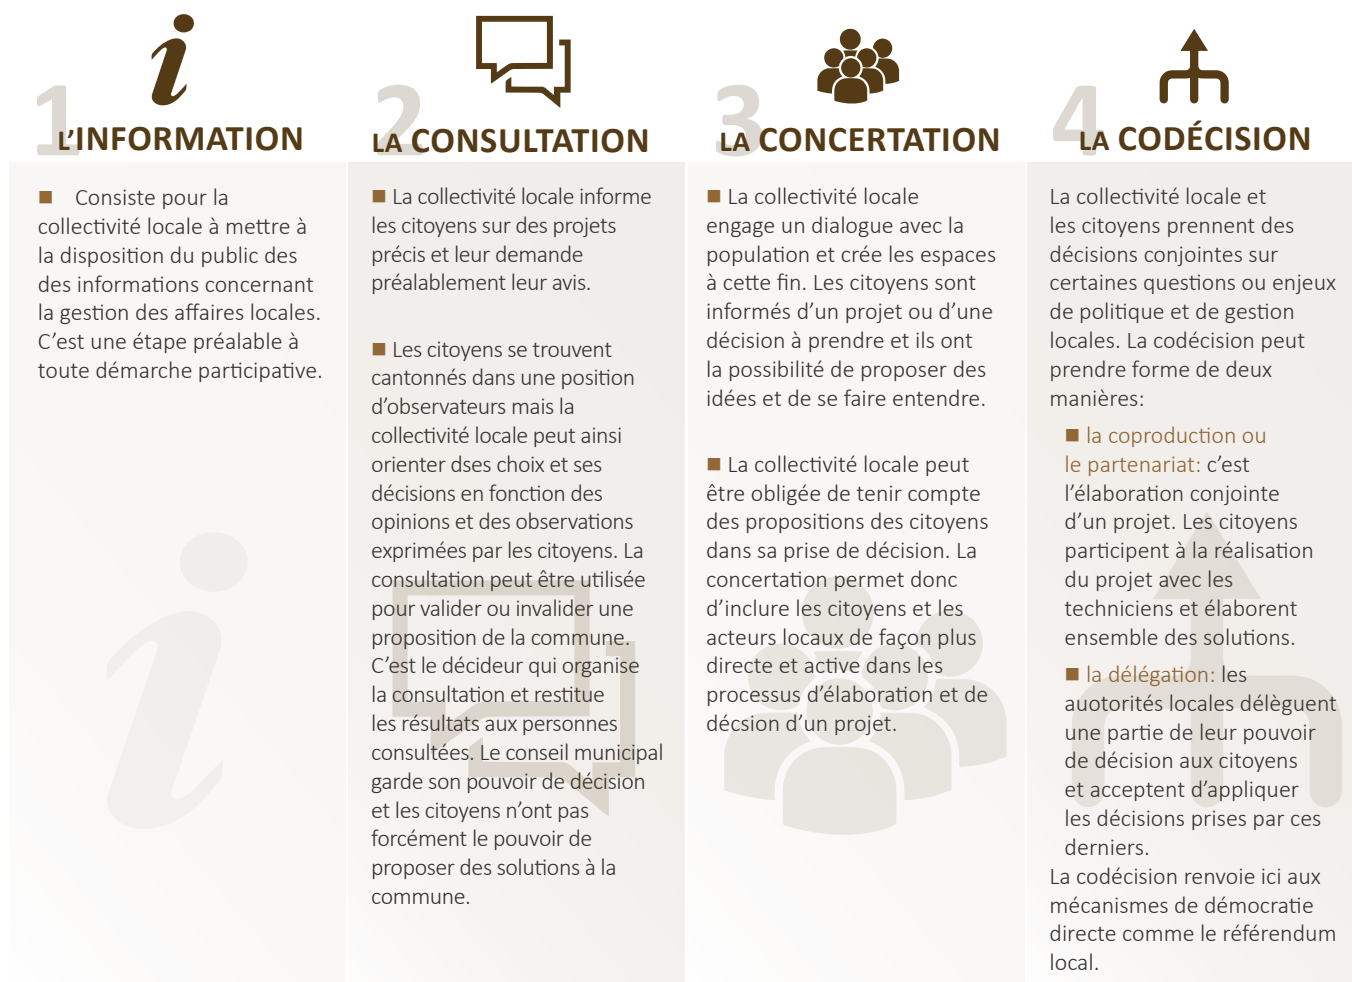 1
L’INFORMATION
■ Consiste pour la
collectivité locale à mettre à
la disposition du public des
des informations concernant
la gestion des affaires locales.
C’est une étape préalable à
toute démarche participative.
2
LA CONSULTATION
■ La collectivité locale informe
les citoyens sur des projets
précis et leur demande
préalablement leur avis.
■ Les citoyens se trouvent
cantonnés dans une position
d’observateurs mais la
collectivité locale peut ainsi
orienter dses choix et ses
décisions en fonction des
opinions et des observations
exprimées par les citoyens. La
consultation peut être utilisée
pour valider ou invalider une
proposition de la commune.
C’est le décideur qui organise
la consultation et restitue
les résultats aux personnes
consultées. Le conseil municipal
garde son pouvoir de décision
et les citoyens n’ont pas
forcément le pouvoir de
proposer des solutions à la
commune.
3
LA CONCERTATION
■ La collectivité locale
engage un dialogue avec la
population et crée les espaces
à cette fin. Les citoyens sont
informés d’un projet ou d’une
décision à prendre et ils ont
la possibilité de proposer des
idées et de se faire entendre.
■ La collectivité locale peut
être obligée de tenir compte
des propositions des citoyens
dans sa prise de décision. La
concertation permet donc
d’inclure les citoyens et les
acteurs locaux de façon plus
directe et active dans les
processus d’élaboration et de
décsion d’un projet.
4
LA CODÉCISION
La collectivité locale et
les citoyens prennent des
décisions conjointes sur
certaines questions ou enjeux
de politique et de gestion
locales. La codécision peut
prendre forme de deux
manières:
■ la coproduction ou
le partenariat: c’est
l’élaboration conjointe
d’un projet. Les citoyens
participent à la réalisation
du projet avec les
techniciens et élaborent
ensemble des solutions.
■ la délégation: les
auotorités locales délèguent
une partie de leur pouvoir
de décision aux citoyens
et acceptent d’appliquer
les décisions prises par ces
derniers.
La codécision renvoie ici aux
mécanismes de démocratie
directe comme le référendum
local.